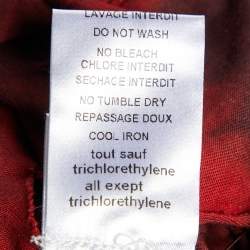 LAVAGE INTERDIT
DO NOT WASH
NO BLEACH
CHLORE INTERDIT
SECHACE INTERDIT
NO TUMBLE DRY
REPASSAGE DOUX
COOL IRON
tout sauf
trichlorethylene
all exept
trichlorethylene